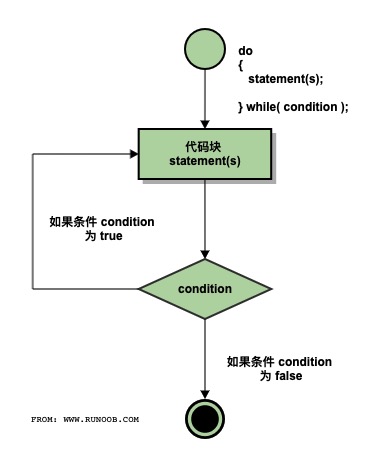 do
{
statement(s);
} while( condition );
代码块
statement(s)
如果条件 condition
为 true
condition
如果条件 condition
为 false
FROM: WWW.RUNOOB.COM